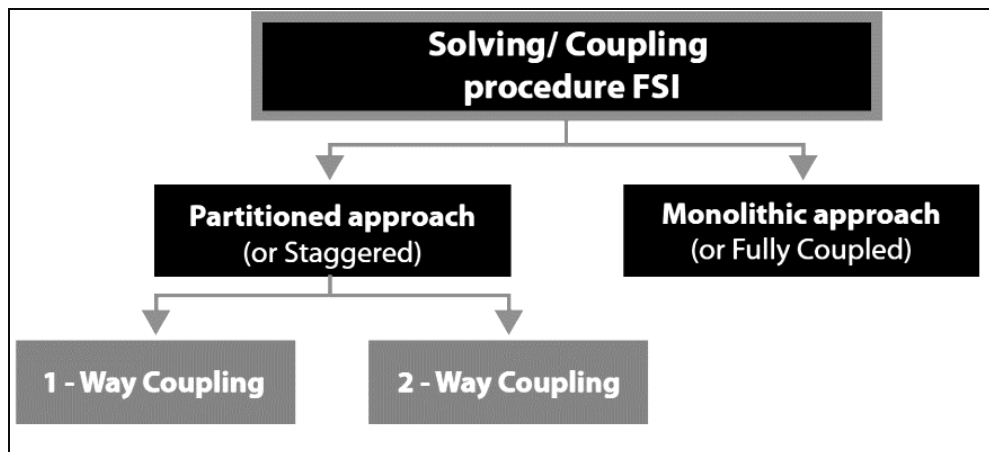 Solving/ Coupling
procedure FSI
Partitioned approach
(or Staggered)
Monolithic approach
(or Fully Coupled)
1 - Way Coupling
2 - Way Coupling